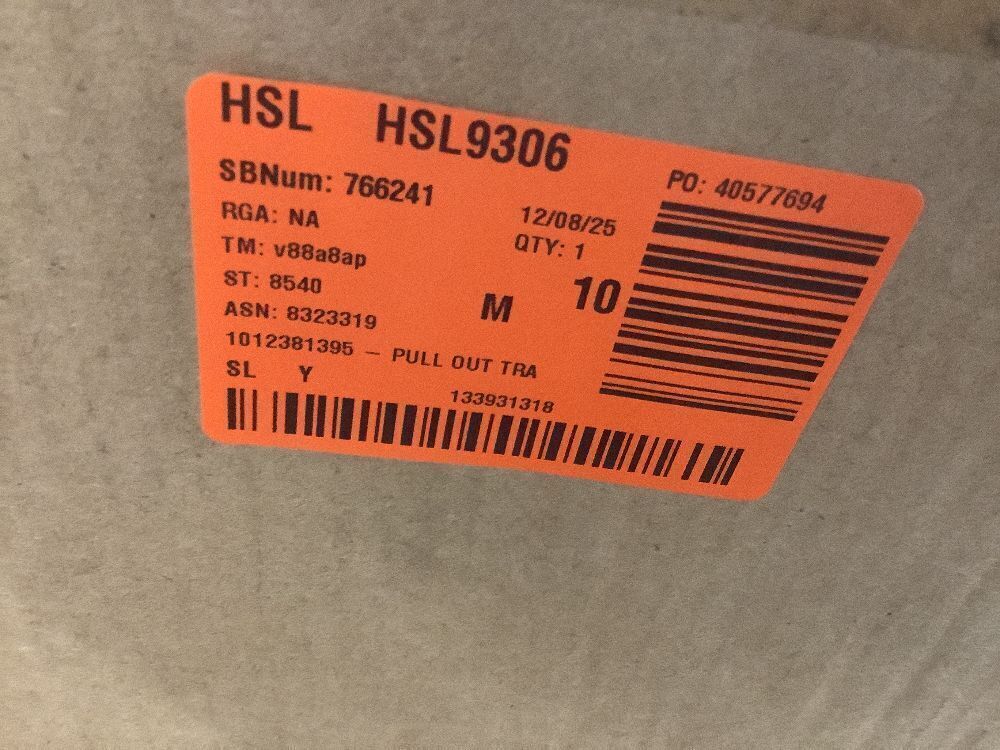 HSL HSL9306
SBNum: 766241
PO: 40577694
RGA: NA
12/08/25
TM: v88a8ap
QTY: 1
ST: 8540
M 10
ASN: 8323319
1012381395 – PULL OUT TRA
SL Y
133931318